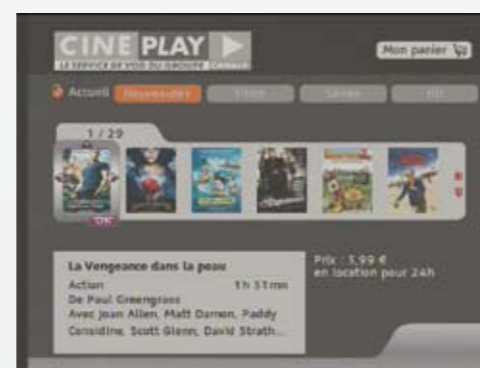 CINE PLAY
LE SERVICE DE VOD DU GROUPE CANAL+
Mon panier
Accueil Nouveautés Films Séries
1 / 29
OK
La Vengeance dans la peau
Action 1h 51mn
De Paul Greengrass
Avec Joan Allen, Matt Damon, Paddy
Considine, Scott Glenn, David Strath...
Prix : 3,99 €
en location pour 24h